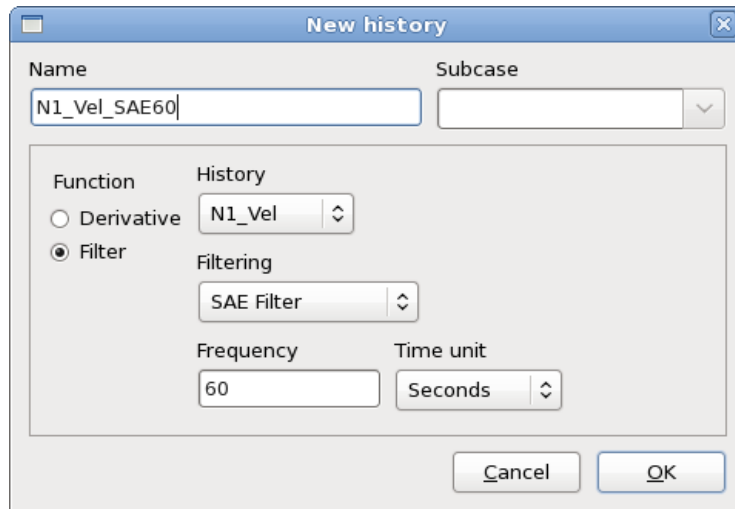 New history
Name
Subcase
N1_Vel_SAE60
Function
History
Derivative
N1_Vel
Filter
Filtering
SAE Filter
Frequency
Time unit
60
Seconds
Cancel
OK